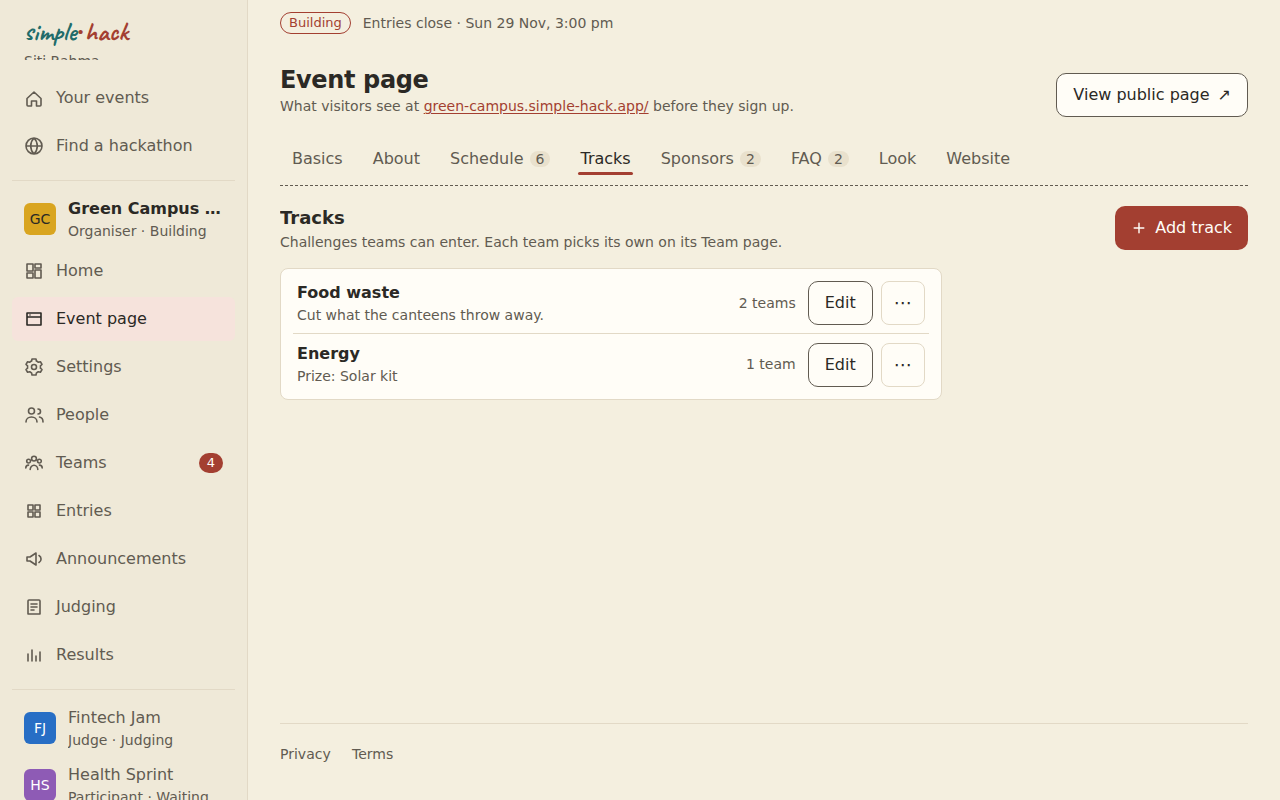 simple·hack
Siti Rahma
Your events
Find a hackathon
GC
Green Campus …
Organiser · Building
Home
Event page
Settings
People
Teams
4
Entries
Announcements
Judging
Results
FJ
Fintech Jam
Judge · Judging
HS
Health Sprint
Participant · Waiting
Building
Entries close · Sun 29 Nov, 3:00 pm
Event page
What visitors see at green-campus.simple-hack.app/ before they sign up.
View public page ↗
Basics
About
Schedule 6
Tracks
Sponsors 2
FAQ 2
Look
Website
Tracks
Challenges teams can enter. Each team picks its own on its Team page.
+ Add track
Food waste
Cut what the canteens throw away.
2 teams
Edit
⋯
Energy
Prize: Solar kit
1 team
Edit
⋯
Privacy
Terms